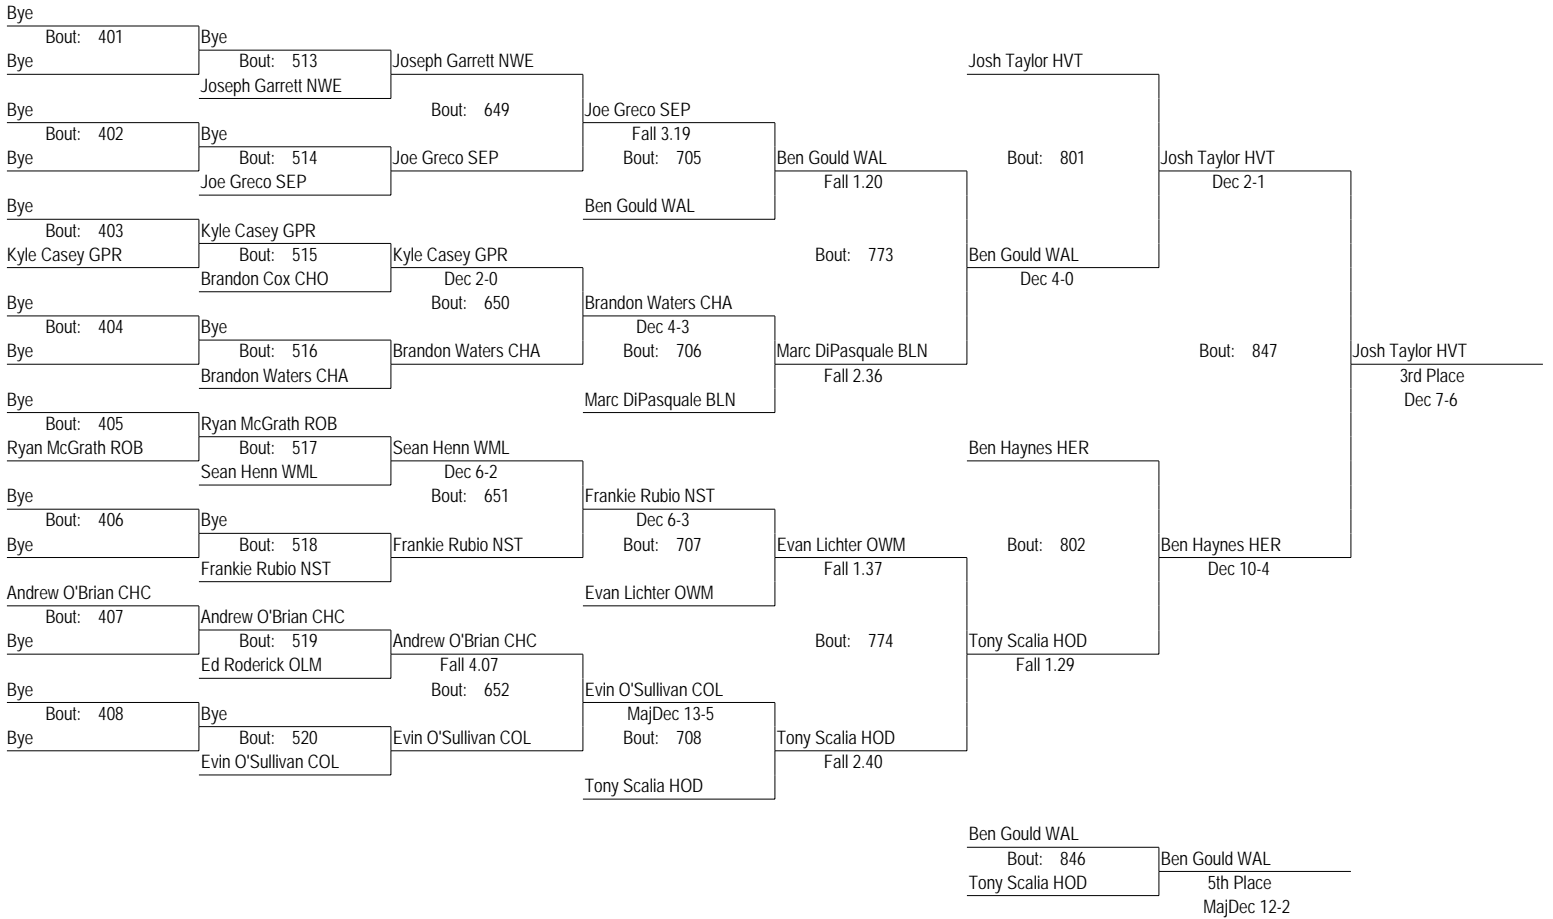 Bye
Bout: 401
Bye
Bye
Bout: 513
Joseph Garrett NWE
Joseph Garrett NWE
Bye
Bout: 402
Bye
Bye
Bout: 514
Joe Greco SEP
Joe Greco SEP
Bout: 649
Joe Greco SEP
Fall 3.19
Bout: 705
Ben Gould WAL
Ben Gould WAL
Fall 1.20
Bye
Bout: 403
Kyle Casey GPR
Kyle Casey GPR
Bout: 515
Brandon Cox CHO
Kyle Casey GPR
Dec 2-0
Bout: 650
Bye
Bout: 404
Bye
Bye
Bout: 516
Brandon Waters CHA
Brandon Waters CHA
Brandon Waters CHA
Dec 4-3
Bout: 706
Marc DiPasquale BLN
Marc DiPasquale BLN
Fall 2.36
Bout: 773
Josh Taylor HVT
Bout: 801
Ben Gould WAL
Dec 4-0
Josh Taylor HVT
Dec 2-1
Bye
Bout: 405
Ryan McGrath ROB
Ryan McGrath ROB
Bout: 517
Sean Henn WML
Sean Henn WML
Dec 6-2
Bout: 651
Bye
Bout: 406
Bye
Bye
Bout: 518
Frankie Rubio NST
Frankie Rubio NST
Frankie Rubio NST
Dec 6-3
Bout: 707
Evan Lichter OWM
Evan Lichter OWM
Fall 1.37
Andrew O'Brian CHC
Bout: 407
Bye
Andrew O'Brian CHC
Bout: 519
Ed Roderick OLM
Andrew O'Brian CHC
Fall 4.07
Bout: 652
Bye
Bout: 408
Bye
Bye
Bout: 520
Evin O'Sullivan COL
Evin O'Sullivan COL
Evin O'Sullivan COL
MajDec 13-5
Bout: 708
Tony Scalia HOD
Tony Scalia HOD
Fall 2.40
Bout: 774
Ben Haynes HER
Bout: 802
Tony Scalia HOD
Fall 1.29
Ben Haynes HER
Dec 10-4
Bout: 847
Josh Taylor HVT
3rd Place
Dec 7-6
Ben Gould WAL
Bout: 846
Tony Scalia HOD
Ben Gould WAL
5th Place
MajDec 12-2